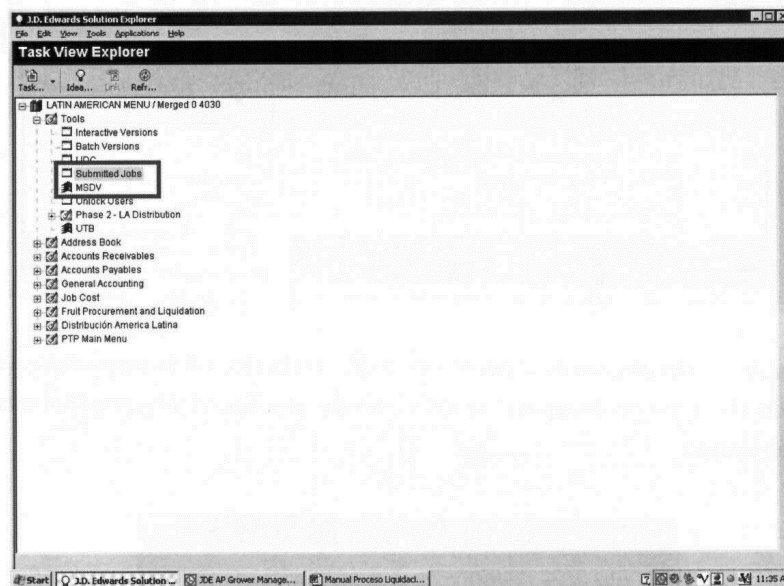 J.D. Edwards Solution Explorer
File Edit View Tools Applications Help
Task View Explorer
Task... Idea... Link Refr...
LATIN AMERICAN MENU / Merged 0 4030
Tools
Interactive Versions
Batch Versions
UDC
Submitted Jobs
MSDV
Unlock Users
Phase 2 - LA Distribution
UTB
Address Book
Accounts Receivables
Accounts Payables
General Accounting
Job Cost
Fruit Procurement and Liquidation
Distribución America Latina
PTP Main Menu
Start J.D. Edwards Solution ... JDE AP Grower Manage... Manual Proceso Liquidaci...